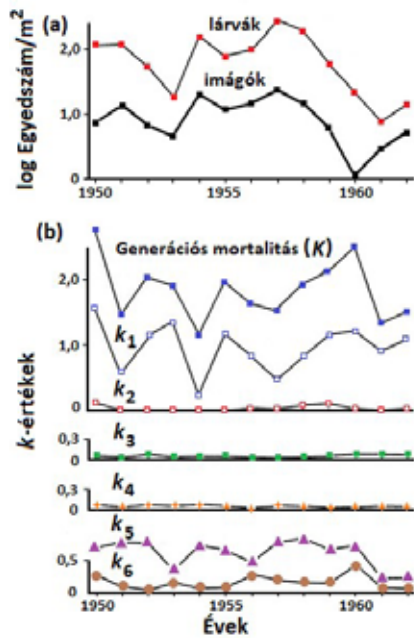 (a)
log Egyedszám/m²
lárvák
imágók
2,0
1,0
0
1950 1955 1960
(b)
Generációs mortalitás (K)
k-értékek
2,0
k1
1,0
k2
0
0,3
k3
0
0,3
k4
0
k5
0,5
k6
0
1950 1955 1960
Évek